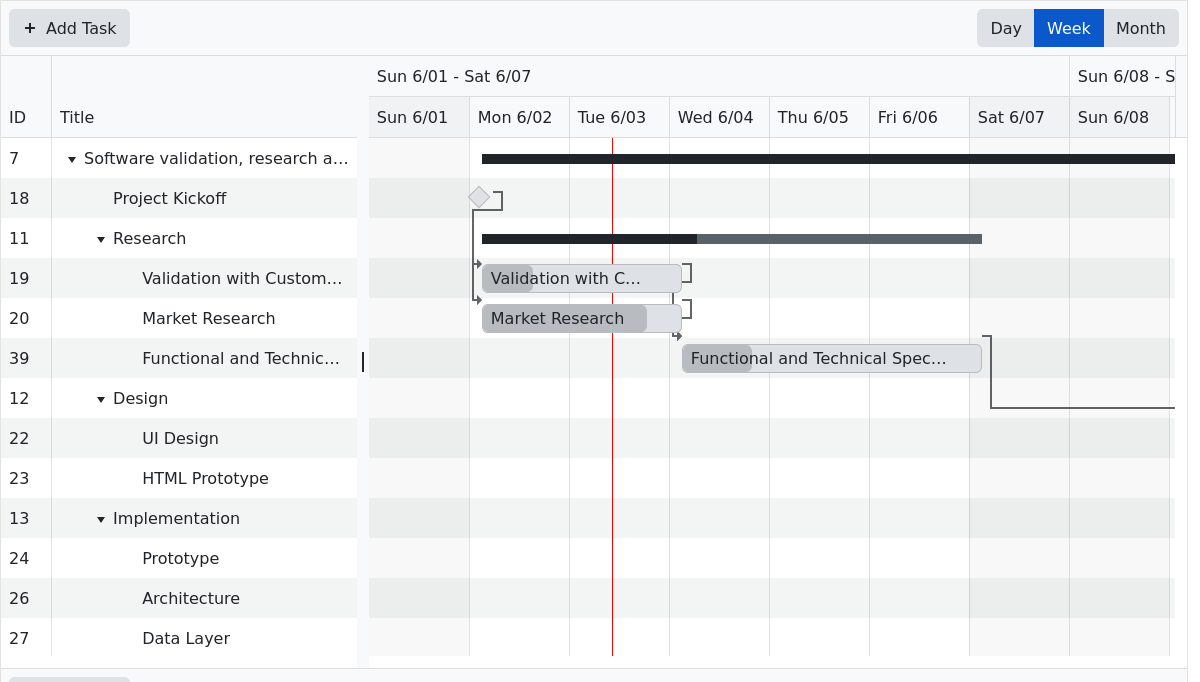 + Add Task
Day Week Month
Sun 6/01 - Sat 6/07 Sun 6/08 - S
ID Title Sun 6/01 Mon 6/02 Tue 6/03 Wed 6/04 Thu 6/05 Fri 6/06 Sat 6/07 Sun 6/08
7 Software validation, research a…
18 Project Kickoff
11 Research
19 Validation with Custom… Validation with C…
20 Market Research Market Research
39 Functional and Technic… Functional and Technical Spec…
12 Design
22 UI Design
23 HTML Prototype
13 Implementation
24 Prototype
26 Architecture
27 Data Layer